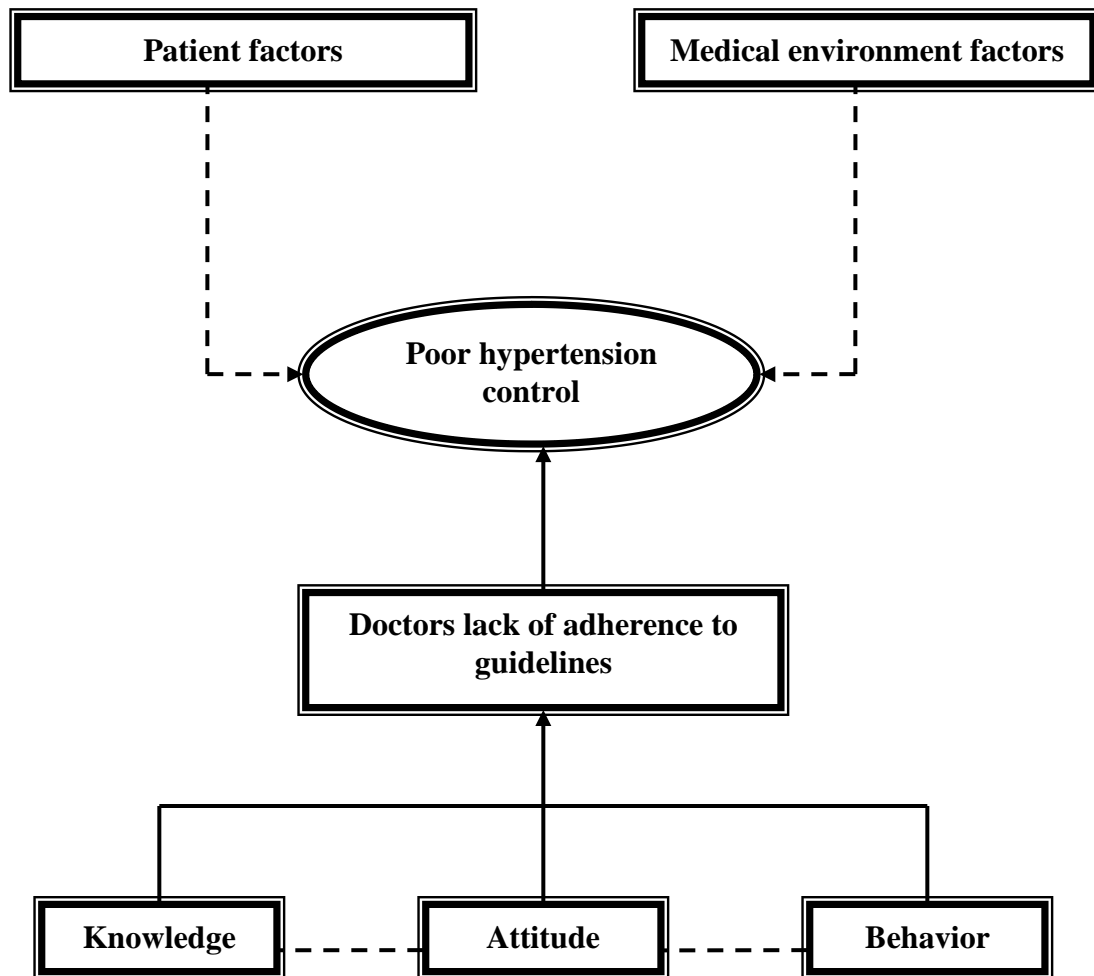 Patient factors
Medical environment factors
Poor hypertension
control
Doctors lack of adherence to
guidelines
Knowledge
Attitude
Behavior